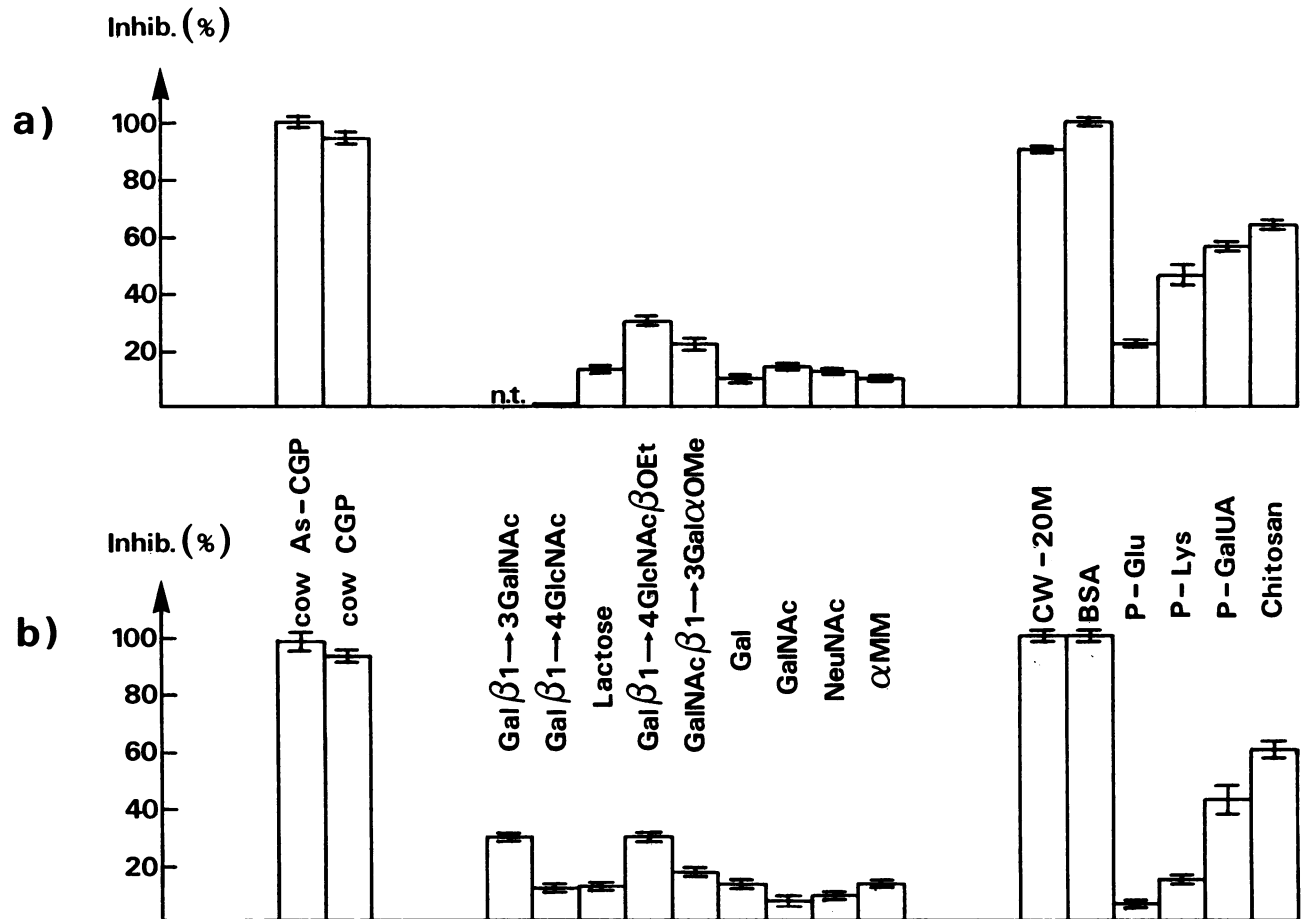 Inhib. (%)
a)
100
80
60
40
20
n.t.
cow As-CGP
cow CGP
Galβ1→3GalNAc
Galβ1→4GlcNAc
Lactose
Galβ1→4GlcNAcβOEt
GalNAcβ1→3GalαOMe
Gal
GalNAc
NeuNAc
αMM
CW-20M
BSA
P-Glu
P-Lys
P-GalUA
Chitosan
Inhib. (%)
b)
100
80
60
40
20